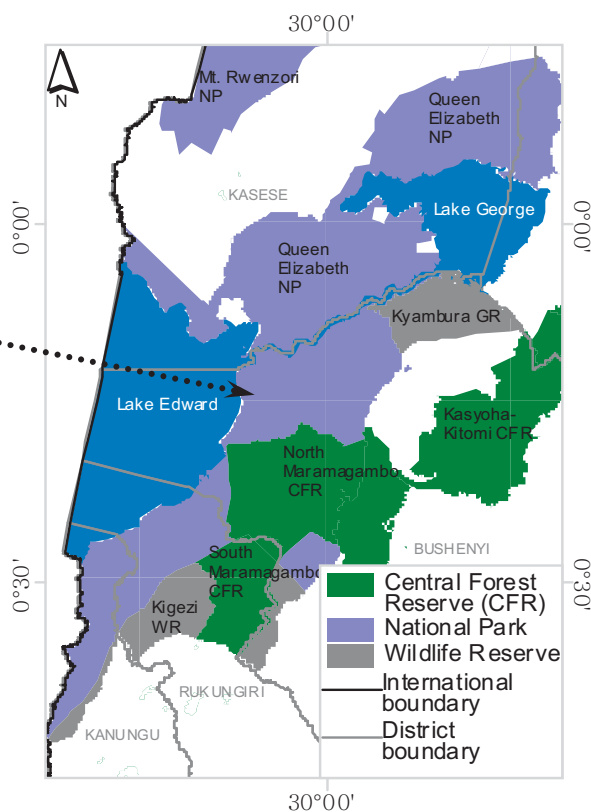 30°00'
N
Mt. Rwenzori
NP
Queen
Elizabeth
NP
KASESE
Lake George
0°00'
0°00'
Queen
Elizabeth
NP
Kyambura GR
Lake Edward
Kasyoha-
Kitomi CFR
North
Maramagambo
CFR
BUSHENYI
South
Maramagambo
CFR
0°30'
0°30'
Kigezi
WR
RUKUNGIRI
KANUNGU
Central Forest
Reserve (CFR)
National Park
Wildlife Reserve
International
boundary
District
boundary
30°00'